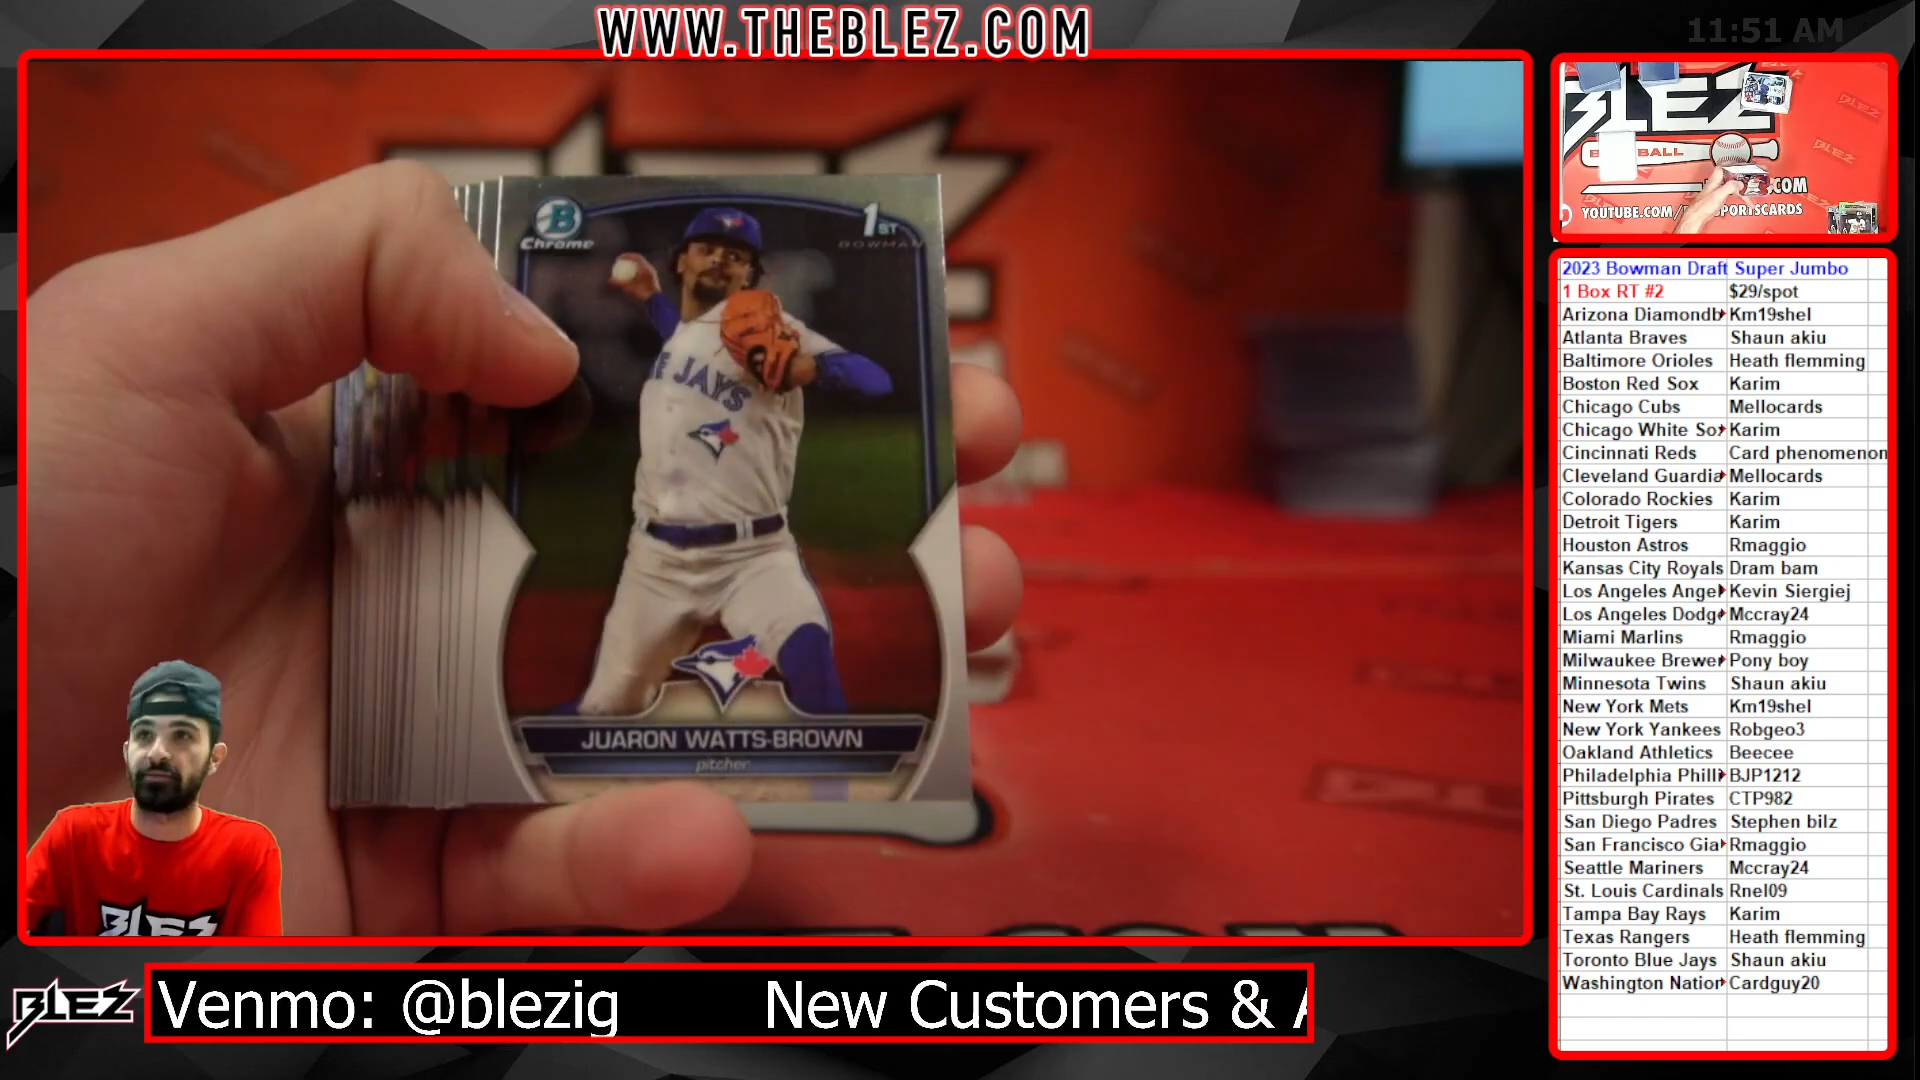 WWW.THEBLEZ.COM
11:51 AM
B
Chrome
1ST
BOWMAN
JAYS
JUARON WATTS-BROWN
pitcher
BLEZ
BLEZ
YOUTUBE.COM/
SPORTSCARDS
.COM
2023 Bowman Draft Super Jumbo
1 Box RT #2 $29/spot
Arizona Diamondb Km19shel
Atlanta Braves Shaun akiu
Baltimore Orioles Heath flemming
Boston Red Sox Karim
Chicago Cubs Mellocards
Chicago White So Karim
Cincinnati Reds Card phenomenon
Cleveland Guardia Mellocards
Colorado Rockies Karim
Detroit Tigers Karim
Houston Astros Rmaggio
Kansas City Royals Dram bam
Los Angeles Angel Kevin Siergiej
Los Angeles Dodg Mccray24
Miami Marlins Rmaggio
Milwaukee Brewer Pony boy
Minnesota Twins Shaun akiu
New York Mets Km19shel
New York Yankees Robgeo3
Oakland Athletics Beecee
Philadelphia Philli BJP1212
Pittsburgh Pirates CTP982
San Diego Padres Stephen bilz
San Francisco Gia Rmaggio
Seattle Mariners Mccray24
St. Louis Cardinals Rnel09
Tampa Bay Rays Karim
Texas Rangers Heath flemming
Toronto Blue Jays Shaun akiu
Washington Nation Cardguy20
BLEZ
Venmo: @blezig New Customers & A